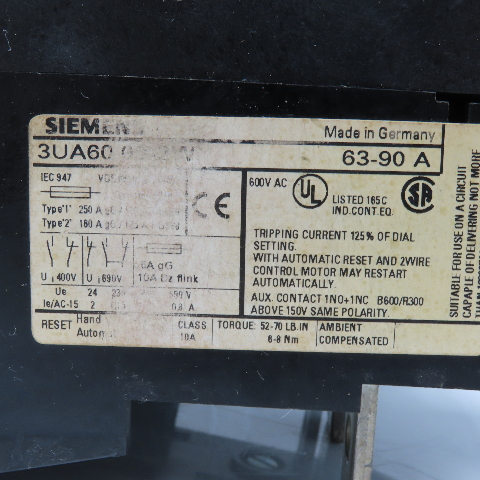 SIEMENS
Made in Germany
3UA60
63-90 A
IEC 947
Type"1" 250 A
Type"2" 160 A
U 400V U 690V
6A gG
10A Dz flink
Ue 24
Ie/AC-15 2
RESET Hand
CLASS
10A
CE
600V AC
UL
LISTED 165C
IND.CONT.EQ.
TRIPPING CURRENT 125% OF DIAL
SETTING.
WITH AUTOMATIC RESET AND 2WIRE
CONTROL MOTOR MAY RESTART
AUTOMATICALLY.
AUX. CONTACT 1NO+1NC B600/R300
ABOVE 150V SAME POLARITY.
TORQUE: 52-70 LB.IN
6-8 Nm
AMBIENT
COMPENSATED
SUITABLE FOR USE ON A CIRCUIT
CAPABLE OF DELIVERING NOT MORE